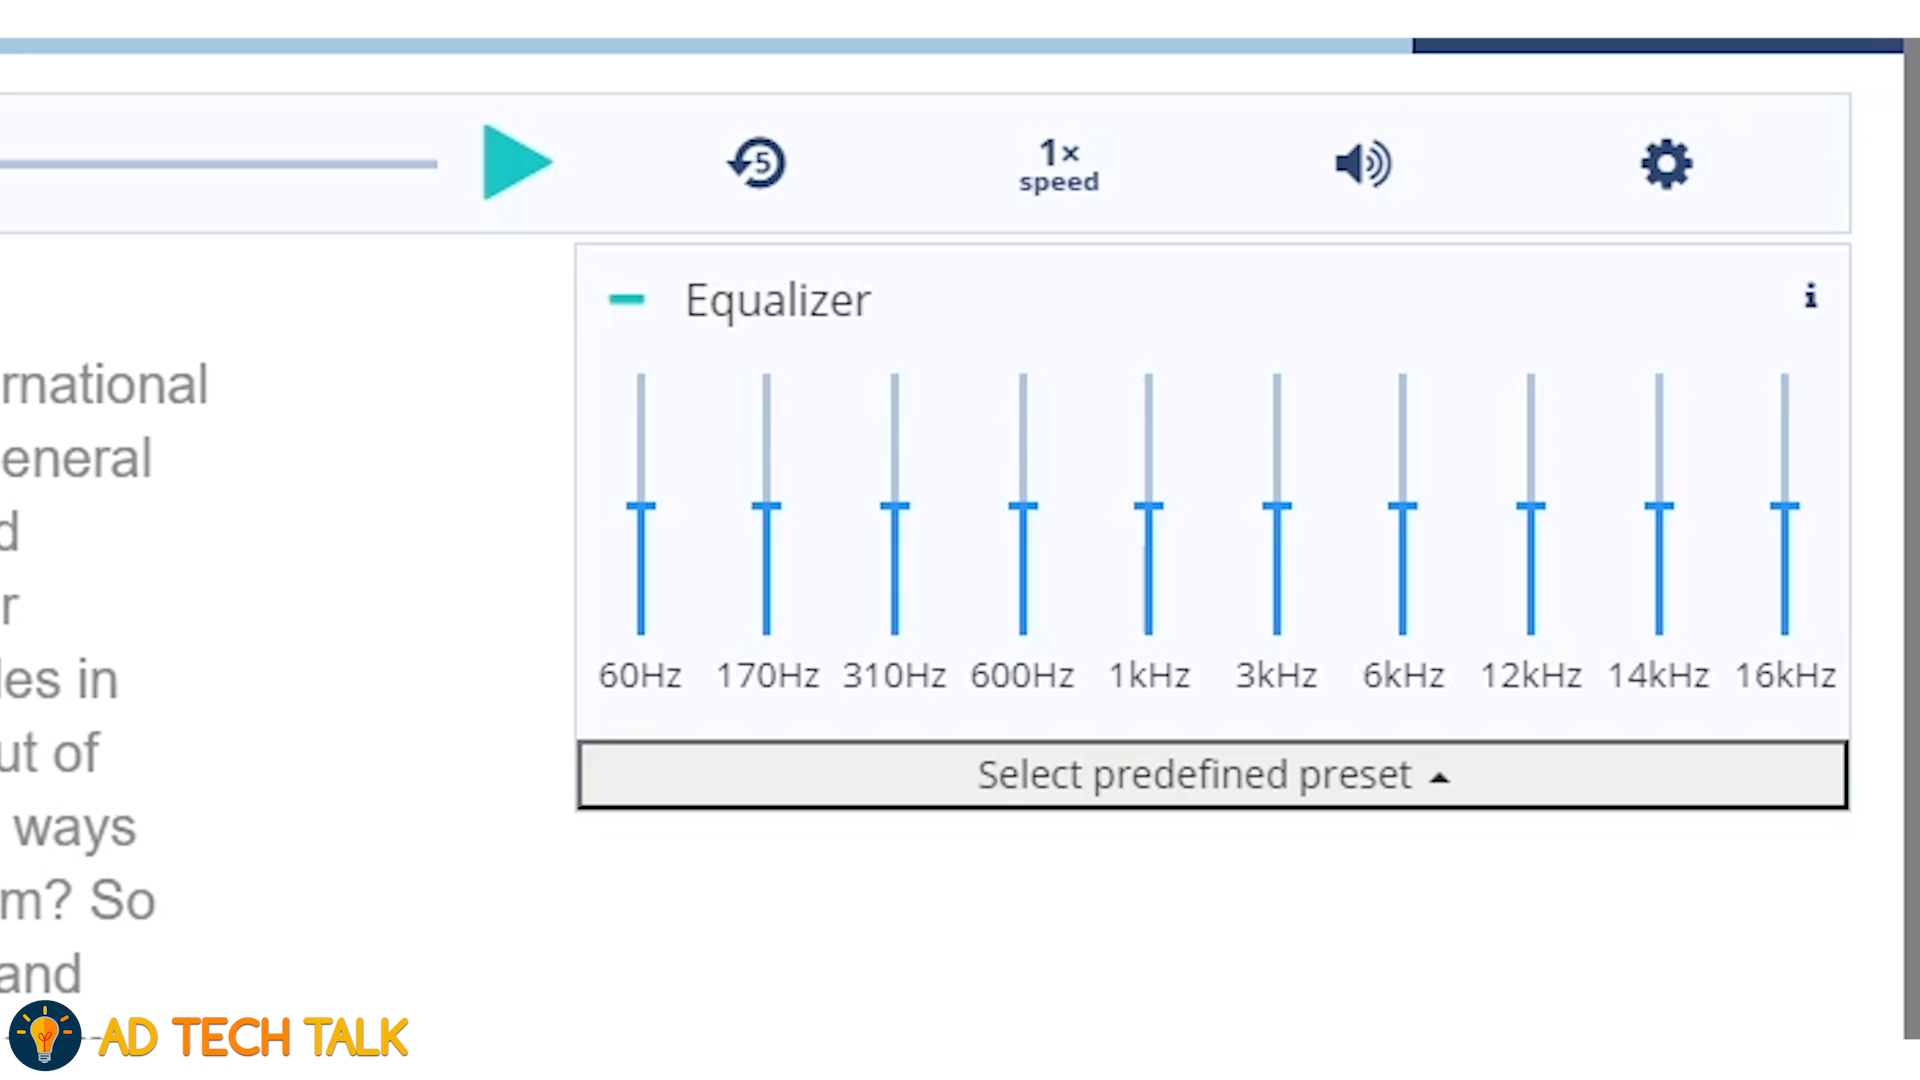 5
1×
speed
Equalizer
i
60Hz 170Hz 310Hz 600Hz 1kHz 3kHz 6kHz 12kHz 14kHz 16kHz
Select predefined preset
rnational
eneral
d
r
les in
ut of
ways
m? So
and
AD TECH TALK